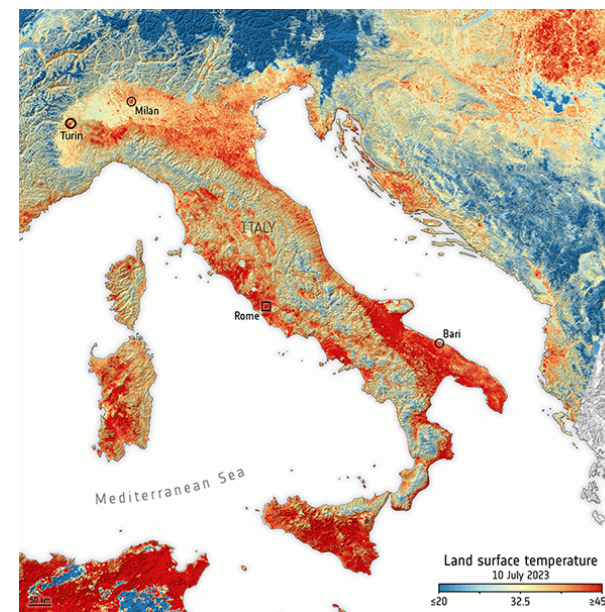 Milan
Turin
ITALY
Rome
Bari
Mediterranean Sea
Land surface temperature
10 July 2023
50 km
≤20 32.5 ≥45